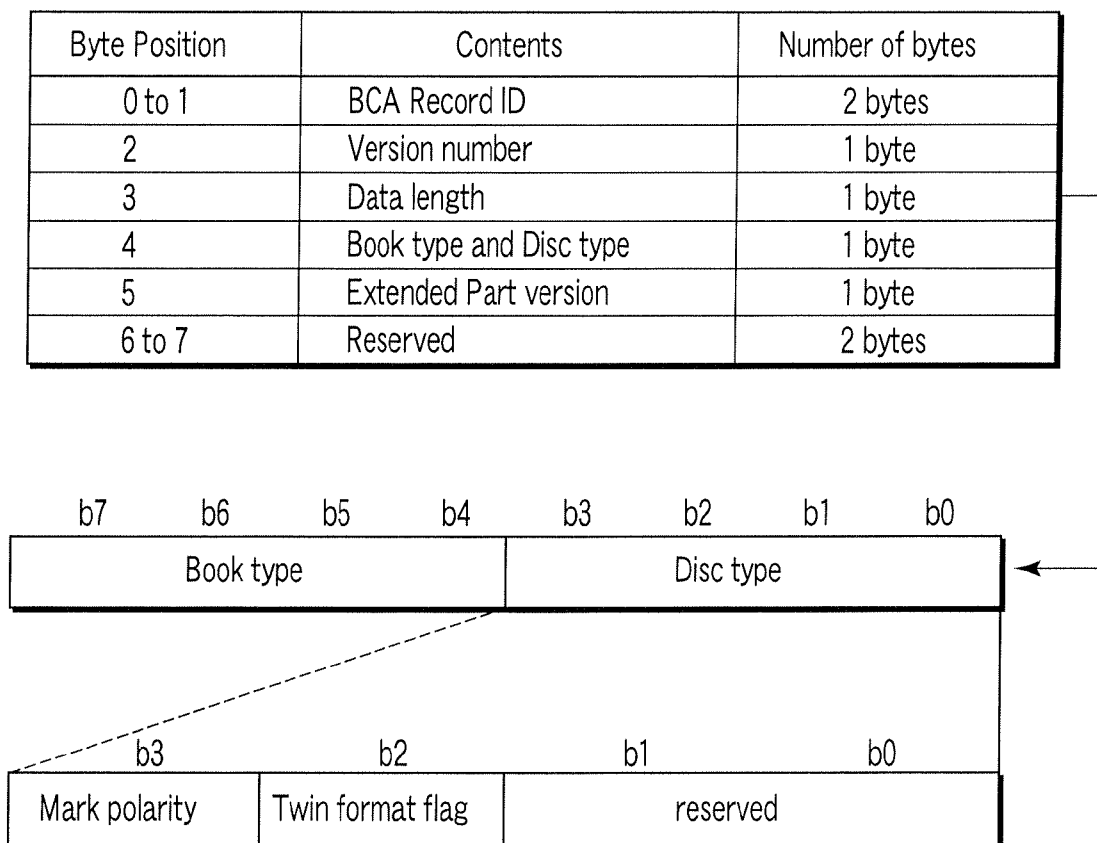 Byte Position Contents Number of bytes
0 to 1 BCA Record ID 2 bytes
2 Version number 1 byte
3 Data length 1 byte
4 Book type and Disc type 1 byte
5 Extended Part version 1 byte
6 to 7 Reserved 2 bytes
b7 b6 b5 b4 b3 b2 b1 b0
Book type Disc type
b3 b2 b1 b0
Mark polarity Twin format flag reserved